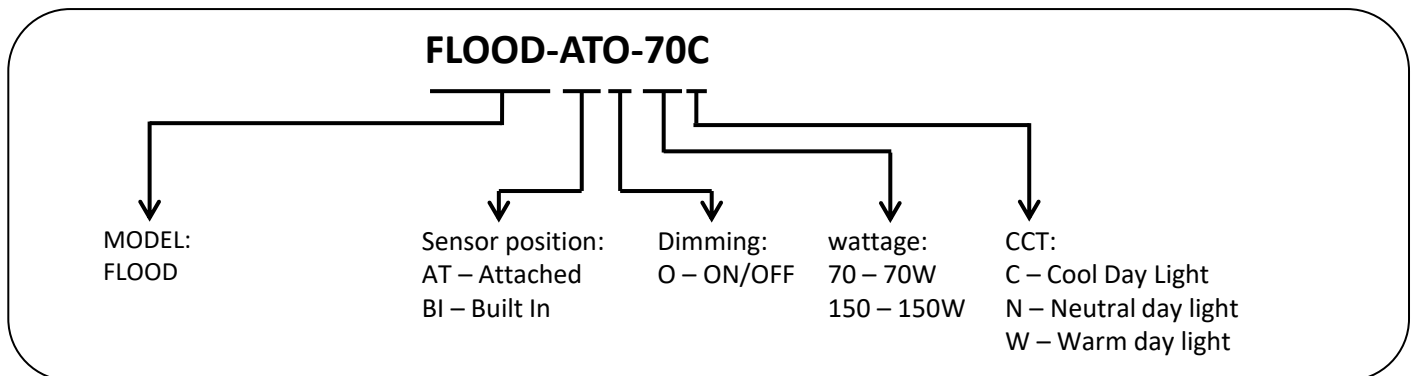 FLOOD-ATO-70C
MODEL:
FLOOD
Sensor position:
AT – Attached
BI – Built In
Dimming:
O – ON/OFF
wattage:
70 – 70W
150 – 150W
CCT:
C – Cool Day Light
N – Neutral day light
W – Warm day light